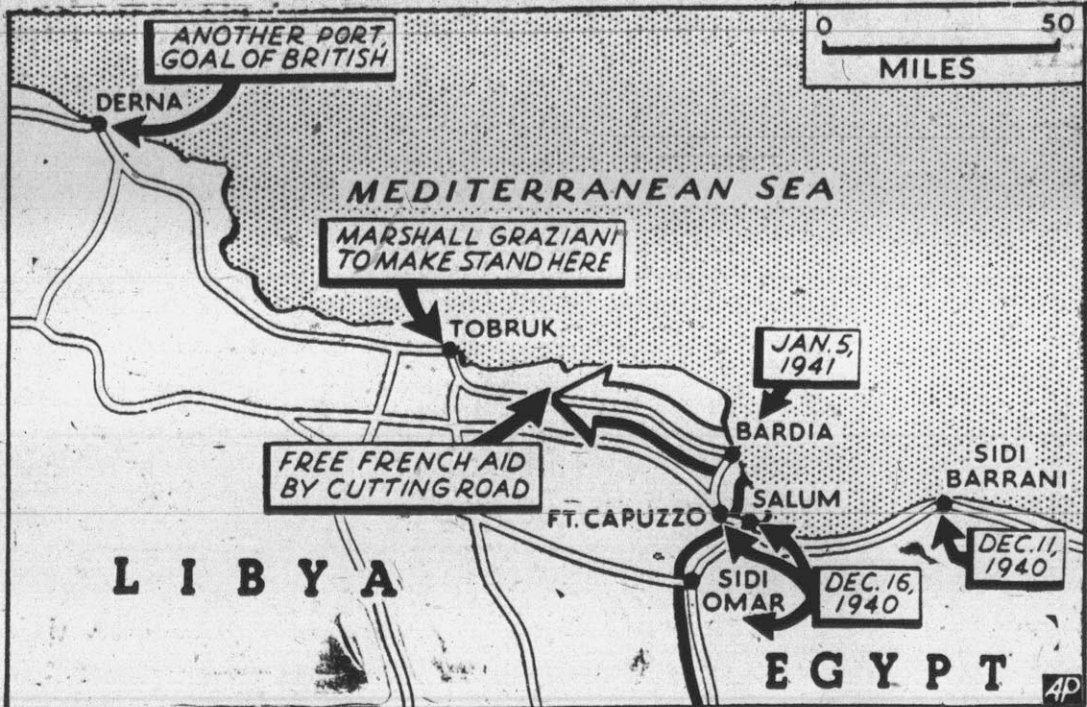 ANOTHER PORT
GOAL OF BRITISH
0 50
MILES
DERNA
MEDITERRANEAN SEA
MARSHALL GRAZIANI
TO MAKE STAND HERE
TOBRUK
JAN. 5,
1941
BARDIA
FREE FRENCH AID
BY CUTTING ROAD
SIDI
BARRANI
SALUM
FT. CAPUZZO
DEC. 11,
1940
LIBYA
SIDI
OMAR
DEC. 16,
1940
EGYPT
AP